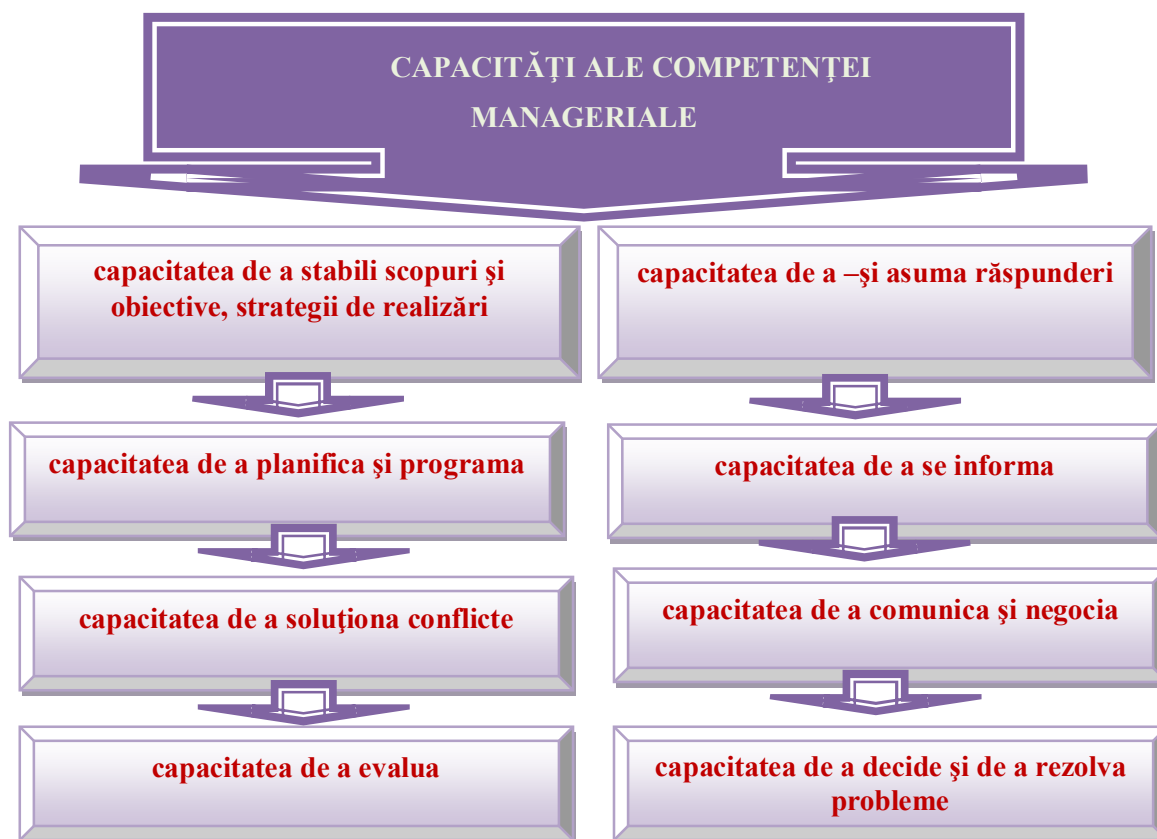 CAPACITĂŢI ALE COMPETENŢEI
MANAGERIALE
capacitatea de a stabili scopuri şi
obiective, strategii de realizări
capacitatea de a –şi asuma răspunderi
capacitatea de a planifica şi programa
capacitatea de a se informa
capacitatea de a soluţiona conflicte
capacitatea de a comunica şi negocia
capacitatea de a evalua
capacitatea de a decide şi de a rezolva
probleme